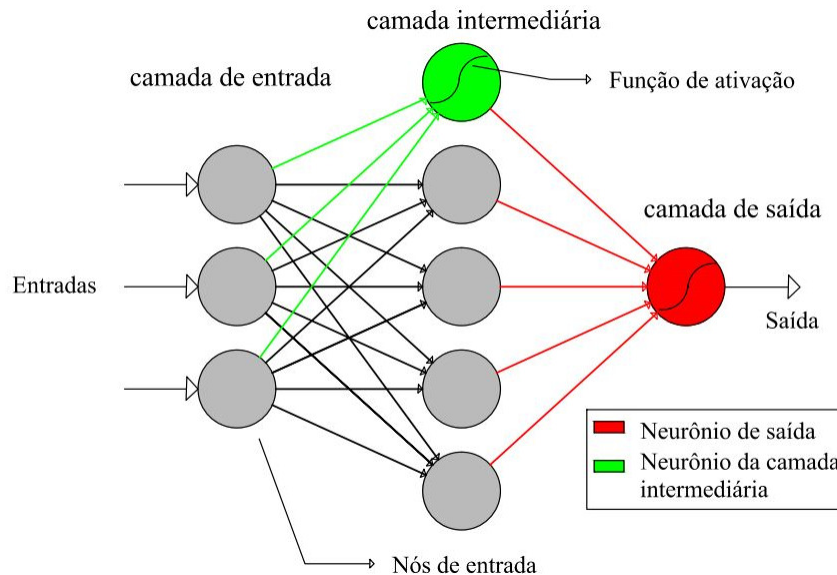 camada intermediária
camada de entrada
Função de ativação
camada de saída
Entradas
Saída
Neurônio de saída
Neurônio da camada
intermediária
Nós de entrada